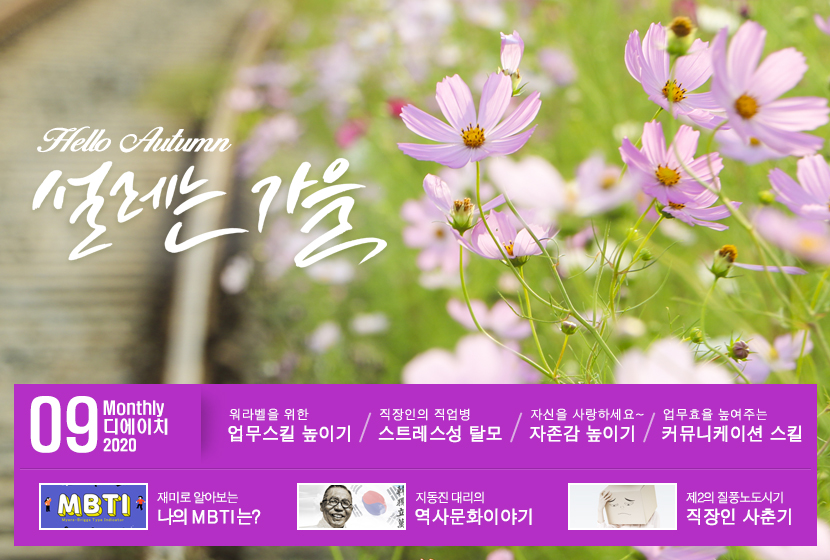 Hello Autumn
설레는 가을
09
Monthly
디에이치
2020
워라벨을 위한
업무스킬 높이기
직장인의 직업병
스트레스성 탈모
자신을 사랑하세요~
자존감 높이기
업무효율 높여주는
커뮤니케이션 스킬
MBTI
Myers-Briggs Type Indicator
재미로 알아보는
나의 MBTI는?
지동진 대리의
역사문화이야기
제2의 질풍노도시기
직장인 사춘기